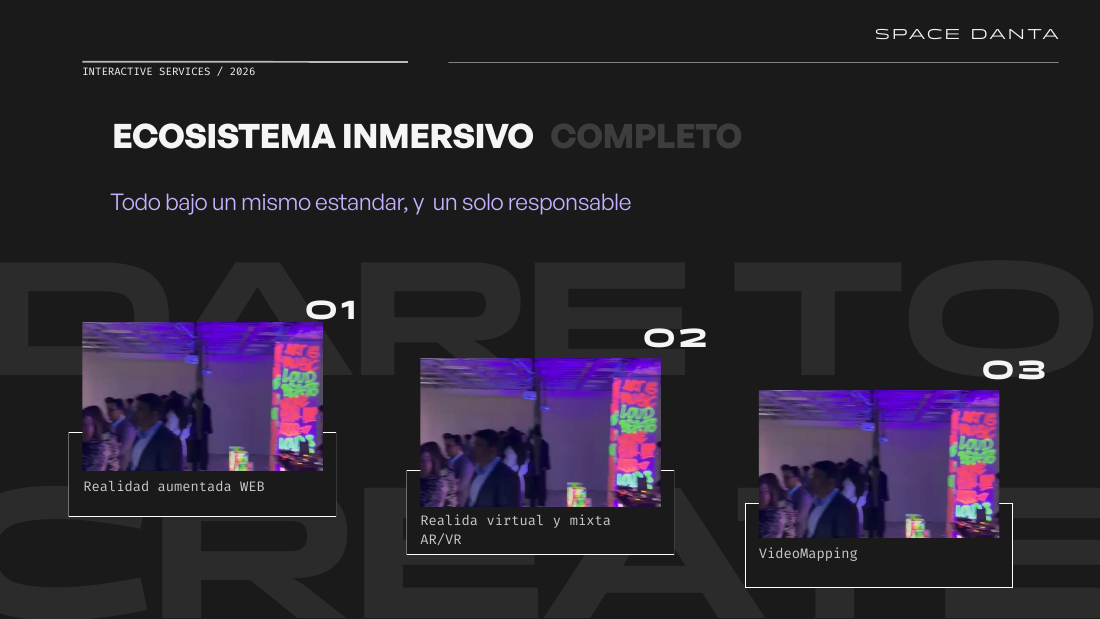 SPACE DANTA
INTERACTIVE SERVICES / 2026
ECOSISTEMA INMERSIVO COMPLETO
Todo bajo un mismo estandar, y un solo responsable
DARE TO
CREATE
01
Realidad aumentada WEB
02
Realida virtual y mixta
AR/VR
03
VideoMapping